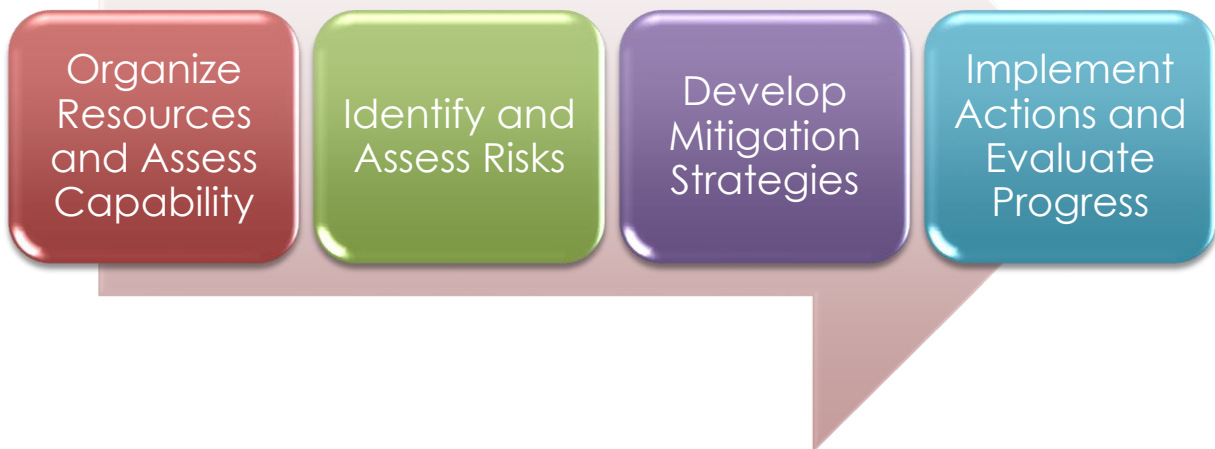 Organize
Resources
and Assess
Capability
Identify and
Assess Risks
Develop
Mitigation
Strategies
Implement
Actions and
Evaluate
Progress